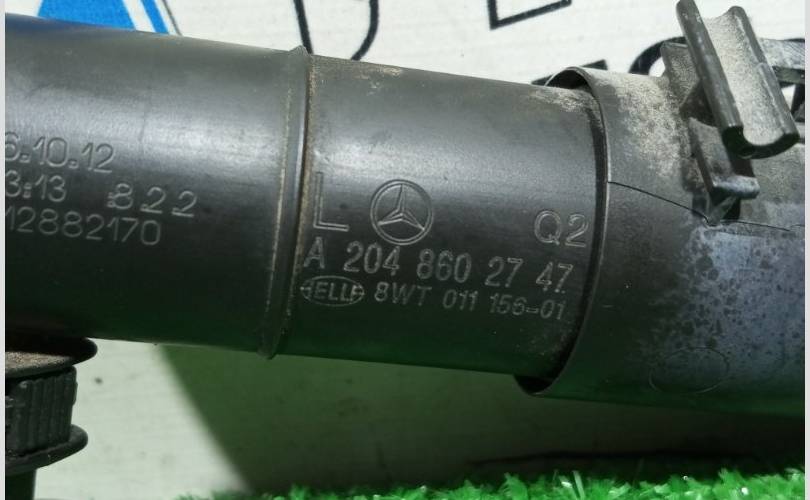 6.10.12
3:13 8.2.2
12882170
L Q2
A 204 860 27 47
HELLA 8WT 011 156-01